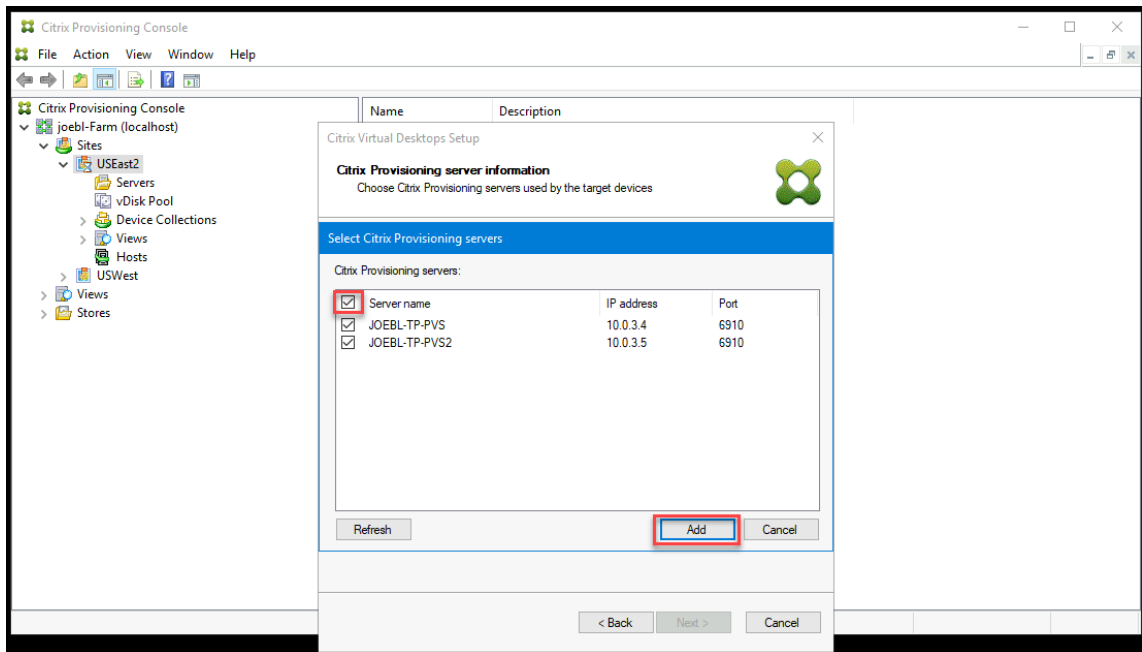 Citrix Provisioning Console
File Action View Window Help
Citrix Provisioning Console
joebl-Farm (localhost)
Sites
USEast2
Servers
vDisk Pool
Device Collections
Views
Hosts
USWest
Views
Stores
Name Description
Citrix Virtual Desktops Setup
Citrix Provisioning server information
Choose Citrix Provisioning servers used by the target devices
Select Citrix Provisioning servers
Citrix Provisioning servers:
Server name IP address Port
JOEBL-TP-PVS 10.0.3.4 6910
JOEBL-TP-PVS2 10.0.3.5 6910
Refresh Add Cancel
< Back Next > Cancel